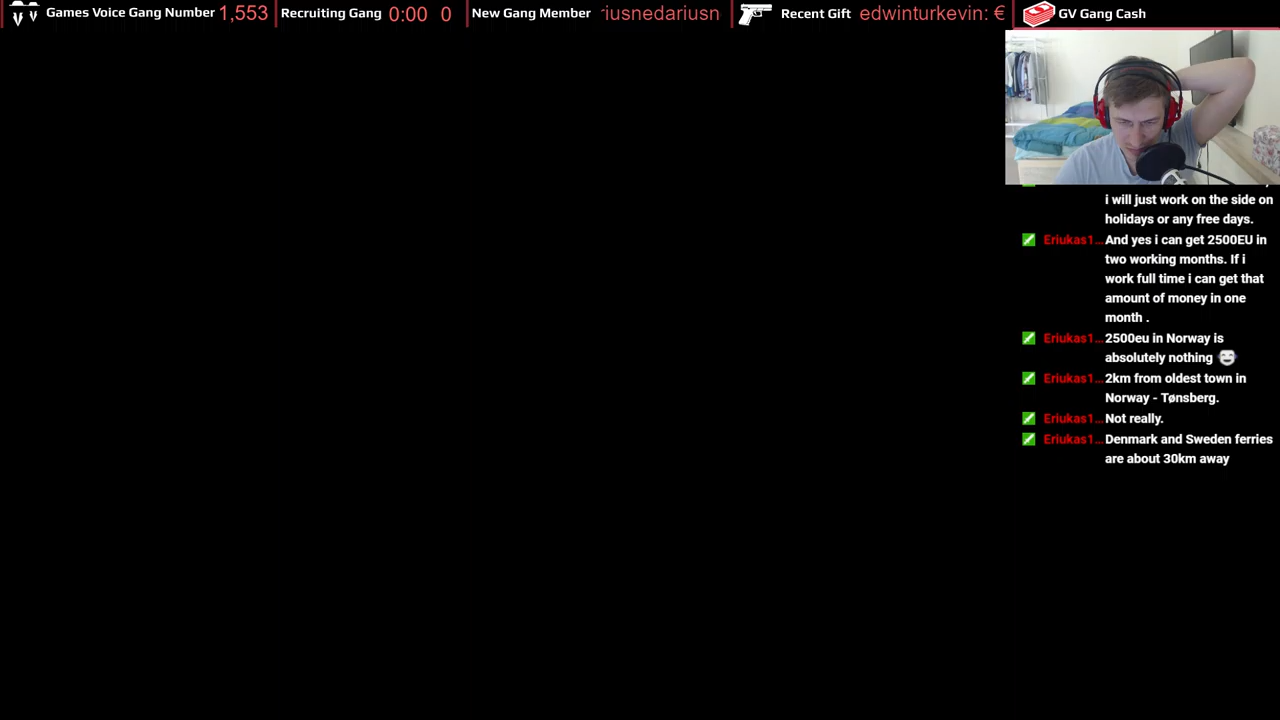 Games Voice Gang Number 1,553
Recruiting Gang 0:00 0
New Gang Member riusnedariusn
Recent Gift edwinturkevin: €
GV Gang Cash
i will just work on the side on
holidays or any free days.
Eriukas1... And yes i can get 2500EU in
two working months. If i
work full time i can get that
amount of money in one
month .
Eriukas1... 2500eu in Norway is
absolutely nothing
Eriukas1... 2km from oldest town in
Norway - Tønsberg.
Eriukas1... Not really.
Eriukas1... Denmark and Sweden ferries
are about 30km away